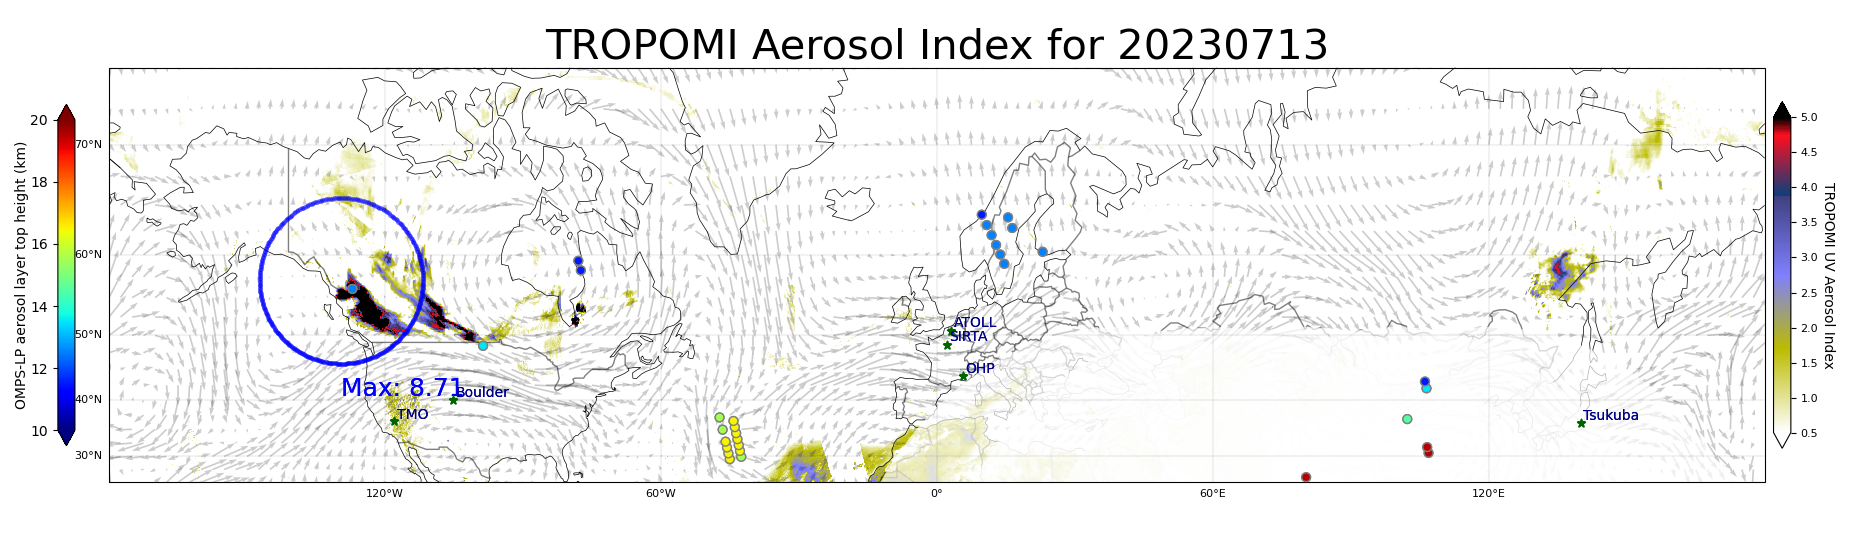 TROPOMI Aerosol Index for 20230713
OMPS-LP aerosol layer top height (km)
20
18
16
14
12
10
70°N
60°N
50°N
40°N
30°N
120°W
60°W
0°
60°E
120°E
Max: 8.71
Boulder
TMO
ATOLL
SIRTA
OHP
Tsukuba
5.0
4.5
4.0
3.5
3.0
2.5
2.0
1.5
1.0
0.5
TROPOMI UV Aerosol Index